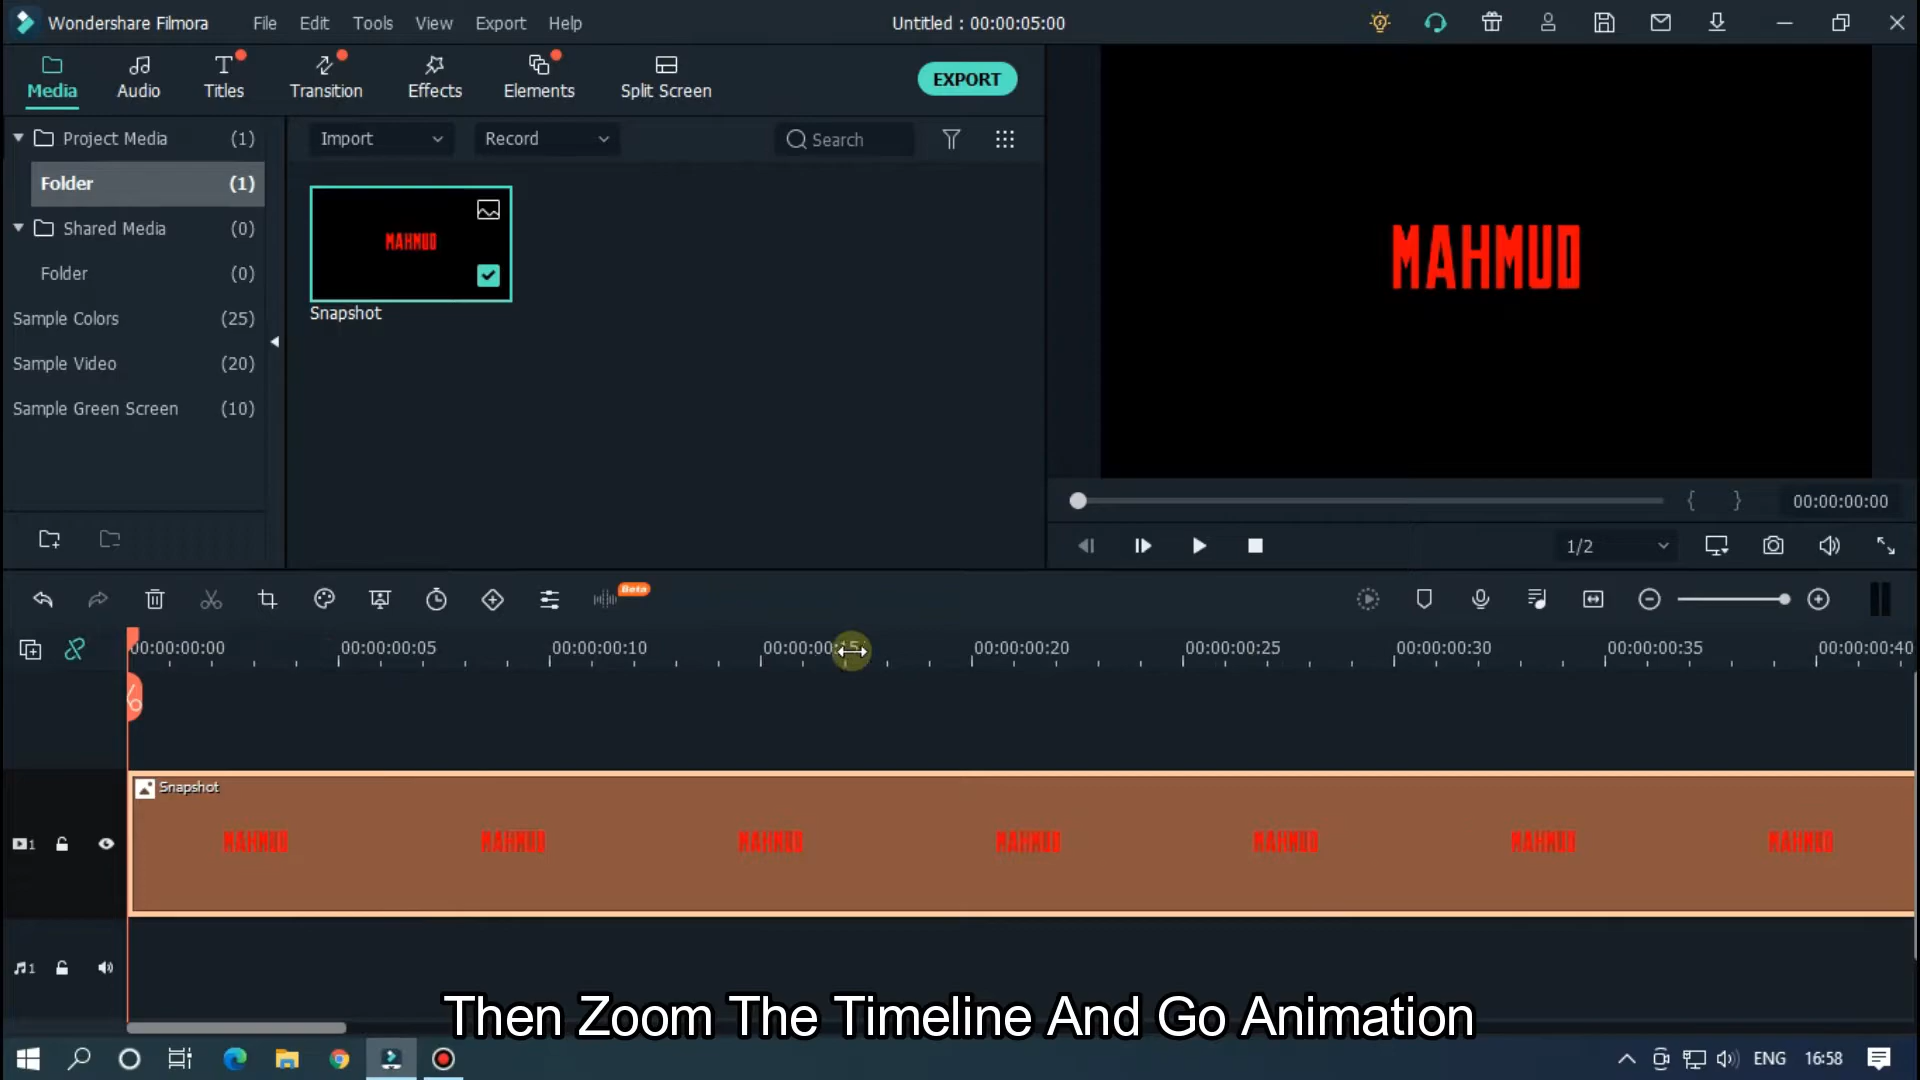 Wondershare Filmora File Edit Tools View Export Help Untitled : 00:00:05:00
Media Audio Titles Transition Effects Elements Split Screen EXPORT
Project Media (1)
Folder (1)
Shared Media (0)
Folder (0)
Sample Colors (25)
Sample Video (20)
Sample Green Screen (10)
Import Record Search
MAHMUD
Snapshot
MAHMUD
{ } 00:00:00:00
1/2
Beta
00:00:00:00 00:00:00:05 00:00:00:10 00:00:00:15 00:00:00:20 00:00:00:25 00:00:00:30 00:00:00:35 00:00:00:40
Snapshot
1
MAHMUD MAHMUD MAHMUD MAHMUD MAHMUD MAHMUD MAHMUD
1
Then Zoom The Timeline And Go Animation
ENG 16:58